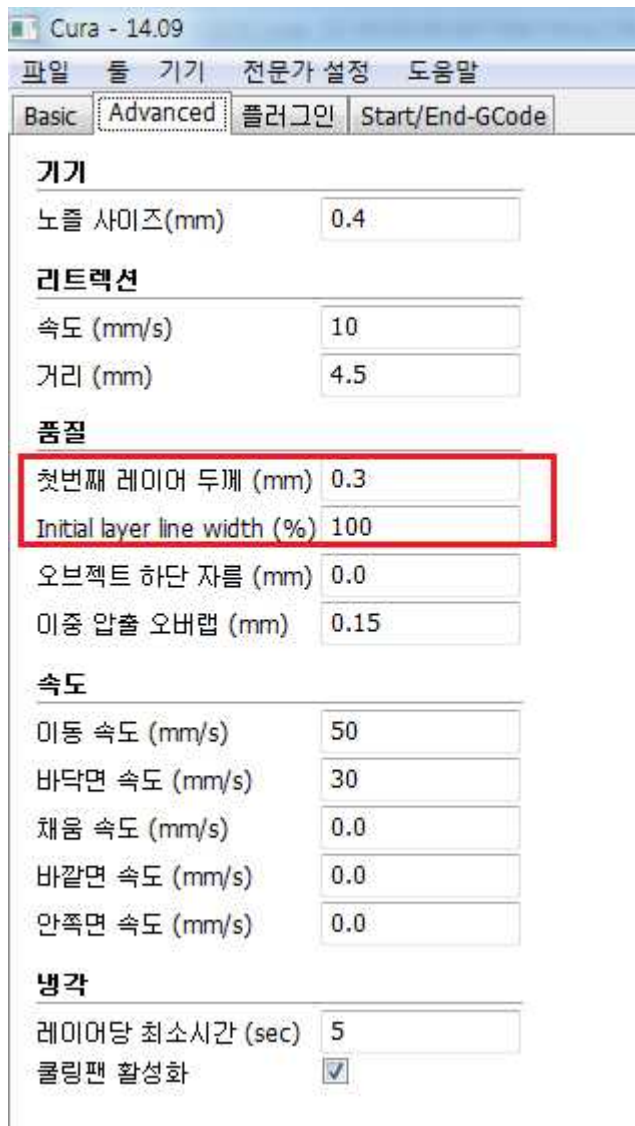 Cura - 14.09
파일 툴 기기 전문가 설정 도움말
Basic Advanced 플러그인 Start/End-GCode
기기
노즐 사이즈(mm) 0.4
리트렉션
속도 (mm/s) 10
거리 (mm) 4.5
품질
첫번째 레이어 두께 (mm) 0.3
Initial layer line width (%) 100
오브젝트 하단 자름 (mm) 0.0
이중 압출 오버랩 (mm) 0.15
속도
이동 속도 (mm/s) 50
바닥면 속도 (mm/s) 30
채움 속도 (mm/s) 0.0
바깥면 속도 (mm/s) 0.0
안쪽면 속도 (mm/s) 0.0
냉각
레이어당 최소시간 (sec) 5
쿨링팬 활성화